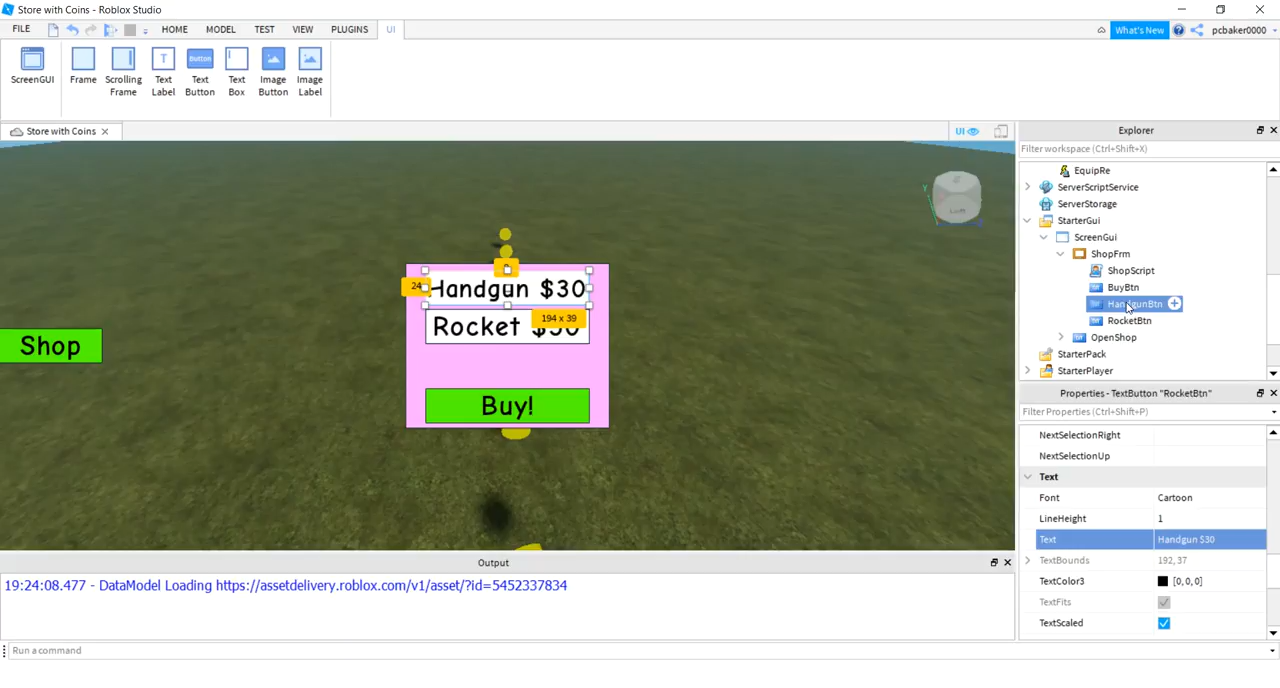 Store with Coins - Roblox Studio
FILE HOME MODEL TEST VIEW PLUGINS UI What's New pcbaker0000
ScreenGUI Frame Scrolling Frame Text Label Button Text Button Text Box Image Button Image Label
Store with Coins UI
Explorer
Filter workspace (Ctrl+Shift+X)
EquipRe
ServerScriptService
ServerStorage
StarterGui
ScreenGui
ShopFrm
ShopScript
BuyBtn
HandgunBtn
RocketBtn
OpenShop
StarterPack
StarterPlayer
Left
24
Handgun $30
194 x 39
Rocket $50
Shop
Buy!
Properties - TextButton "RocketBtn"
Filter Properties (Ctrl+Shift+P)
NextSelectionRight
NextSelectionUp
Text
Font Cartoon
LineHeight 1
Text Handgun $30
TextBounds 192, 37
TextColor3 [0, 0, 0]
TextFits
TextScaled
Output
19:24:08.477 - DataModel Loading https://assetdelivery.roblox.com/v1/asset/?id=5452337834
Run a command